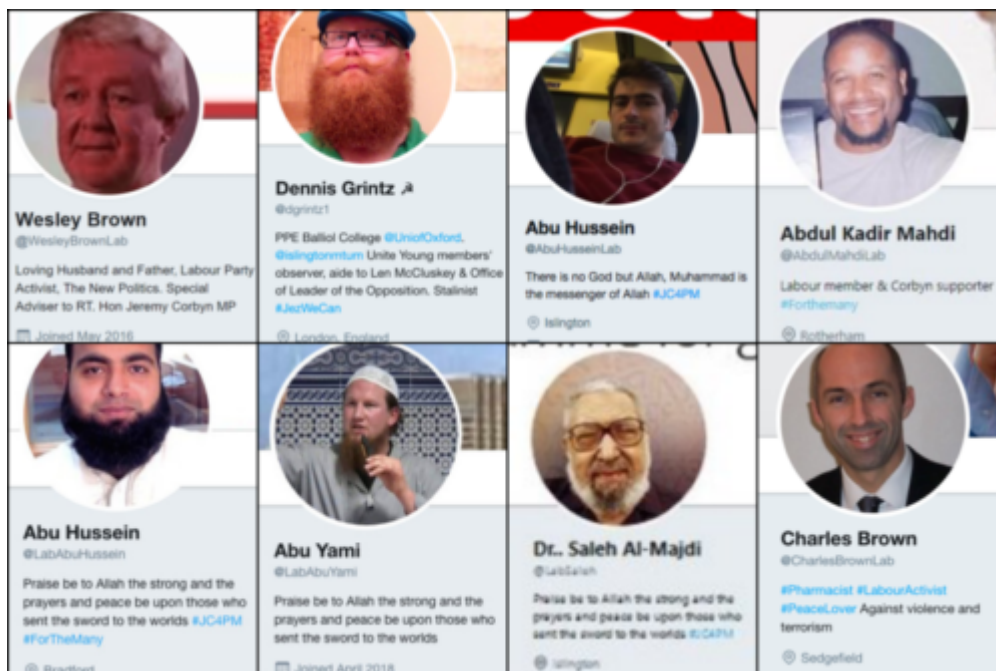 Wesley Brown
@WesleyBrownLab
Loving Husband and Father, Labour Party
Activist, The New Politics. Special
Adviser to RT. Hon Jeremy Corbyn MP
Joined May 2016
Dennis Grintz ☭
@dgrintz1
PPE Balliol College @UniofOxford.
@islingtonmtum Unite Young members'
observer, aide to Len McCluskey & Office
of Leader of the Opposition. Stalinist
#JezWeCan
London, England
Abu Hussein
@AbuHusseinLab
There is no God but Allah, Muhammad is
the messenger of Allah #JC4PM
Islington
Abdul Kadir Mahdi
@AbdulMahdiLab
Labour member & Corbyn supporter
#Forthemany
Rotherham
Abu Hussein
@LabAbuHussein
Praise be to Allah the strong and the
prayers and peace be upon those who
sent the sword to the worlds #JC4PM
#ForTheMany
Bradford
Abu Yami
@LabAbuYami
Praise be to Allah the strong and the
prayers and peace be upon those who
sent the sword to the worlds
Joined April 2018
Dr.. Saleh Al-Majdi
@LabSaleh
Praise be to Allah the strong and the
prayers and peace be upon those who
sent the sword to the worlds #JC4PM
Islington
Charles Brown
@CharlesBrownLab
#Pharmacist #LabourActivist
#PeaceLover Against violence and
terrorism
Sedgefield